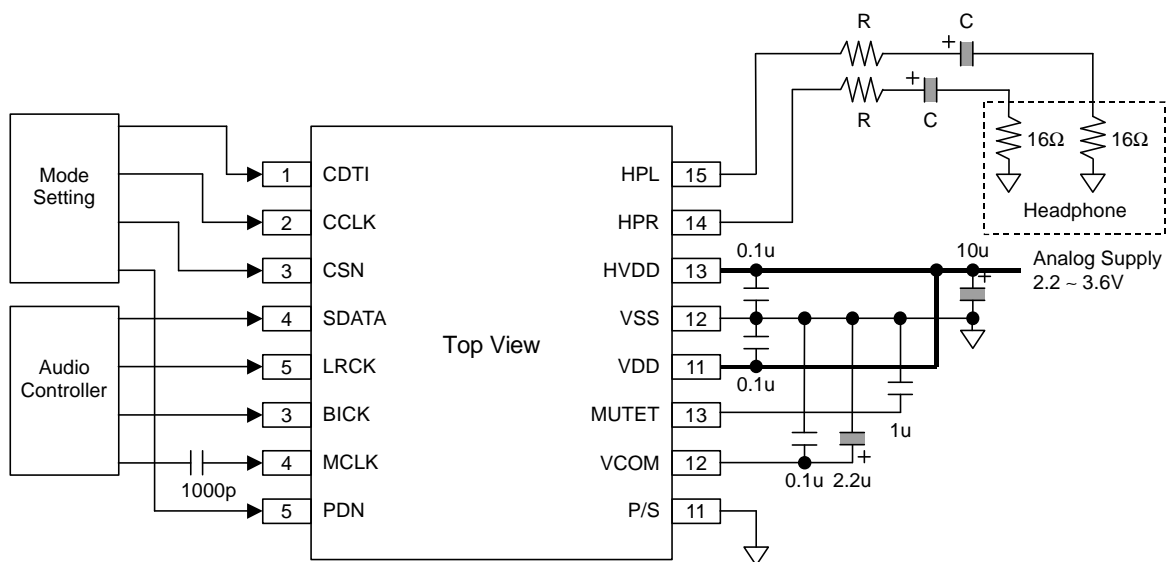 R
C
+
+
R
C
16Ω
16Ω
Headphone
Mode
Setting
1
CDTI
HPL
15
2
CCLK
HPR
14
3
CSN
HVDD
13
0.1u
10u
+
Analog Supply
2.2 ~ 3.6V
4
SDATA
VSS
12
Top View
Audio
Controller
5
LRCK
VDD
11
0.1u
3
BICK
MUTET
13
1u
1000p
4
MCLK
VCOM
12
0.1u
2.2u
+
5
PDN
P/S
11